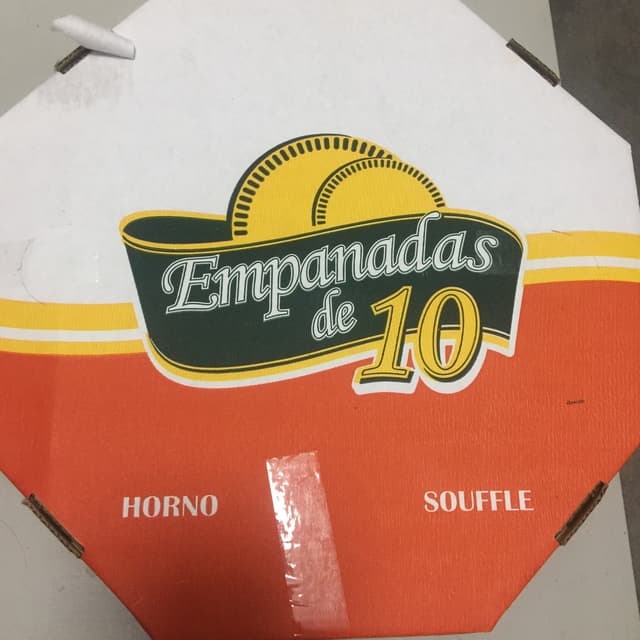 Empanadas
de 10
HORNO
SOUFFLE